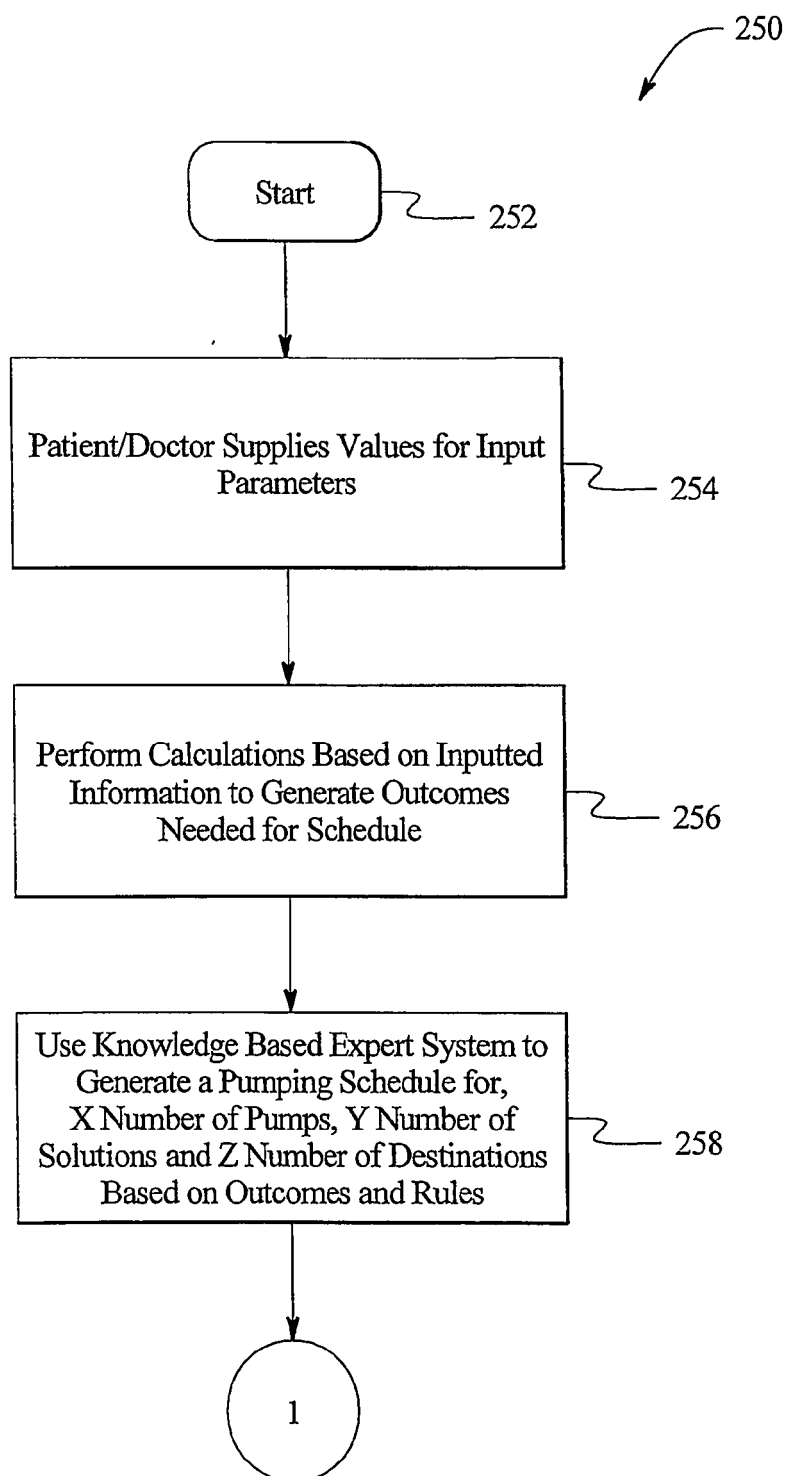 250
Start
252
Patient/Doctor Supplies Values for Input
Parameters
254
Perform Calculations Based on Inputted
Information to Generate Outcomes
Needed for Schedule
256
Use Knowledge Based Expert System to
Generate a Pumping Schedule for,
X Number of Pumps, Y Number of
Solutions and Z Number of Destinations
Based on Outcomes and Rules
258
1